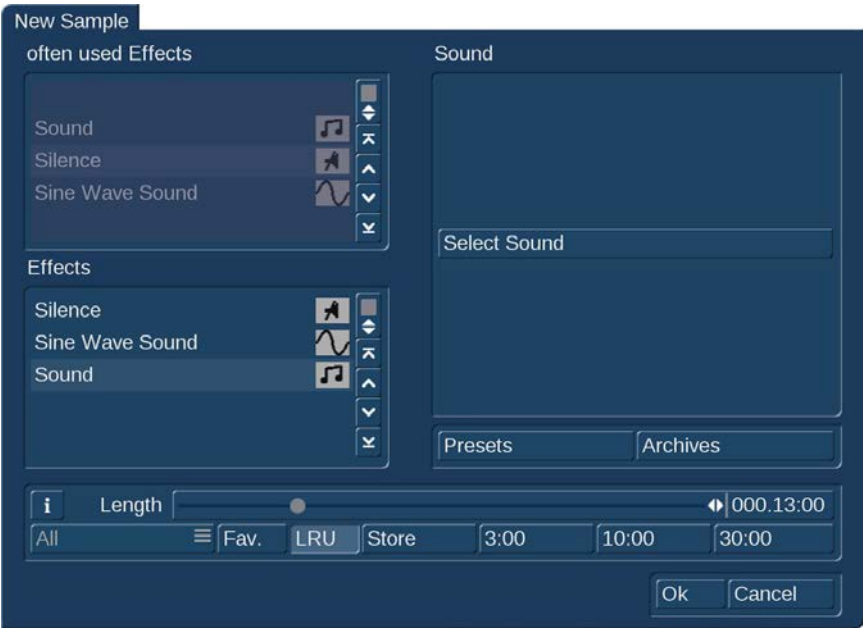 New Sample
often used Effects
Sound
Silence
Sine Wave Sound
Effects
Silence
Sine Wave Sound
Sound
Sound
Select Sound
Presets Archives
i Length 000.13:00
All Fav. LRU Store 3:00 10:00 30:00
Ok Cancel